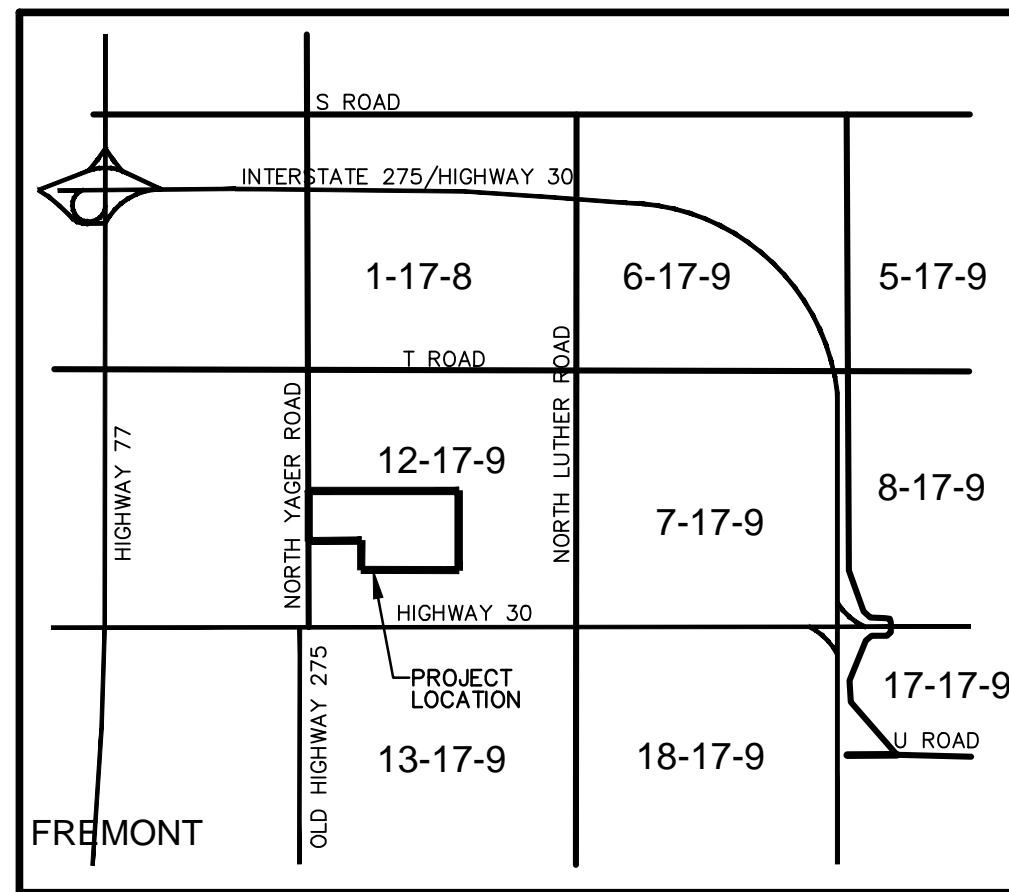 S ROAD
INTERSTATE 275/HIGHWAY 30
1-17-8
6-17-9
5-17-9
T ROAD
NORTH LUTHER ROAD
HIGHWAY 77
NORTH YAGER ROAD
12-17-9
8-17-9
7-17-9
HIGHWAY 30
PROJECT
LOCATION
OLD HIGHWAY 275
17-17-9
U ROAD
13-17-9
18-17-9
FREMONT